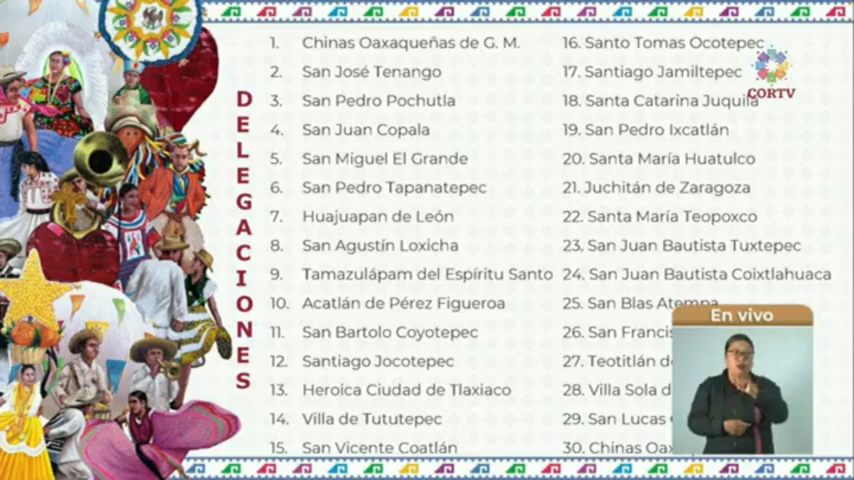 DELEGACIONES
1. Chinas Oaxaqueñas de G. M.
2. San José Tenango
3. San Pedro Pochutla
4. San Juan Copala
5. San Miguel El Grande
6. San Pedro Tapanatepec
7. Huajuapan de León
8. San Agustín Loxicha
9. Tamazulápam del Espíritu Santo
10. Acatlán de Pérez Figueroa
11. San Bartolo Coyotepec
12. Santiago Jocotepec
13. Heroica Ciudad de Tlaxiaco
14. Villa de Tututepec
15. San Vicente Coatlán
16. Santo Tomas Ocotepec
17. Santiago Jamiltepec
18. Santa Catarina Juquila
19. San Pedro Ixcatlán
20. Santa María Huatulco
21. Juchitán de Zaragoza
22. Santa María Teopoxco
23. San Juan Bautista Tuxtepec
24. San Juan Bautista Coixtlahuaca
25. San Blas Atempa
26. San
27. Teotitlán
28. Villa Sola
29. San Lucas
30. Chinas
CORTV
En vivo